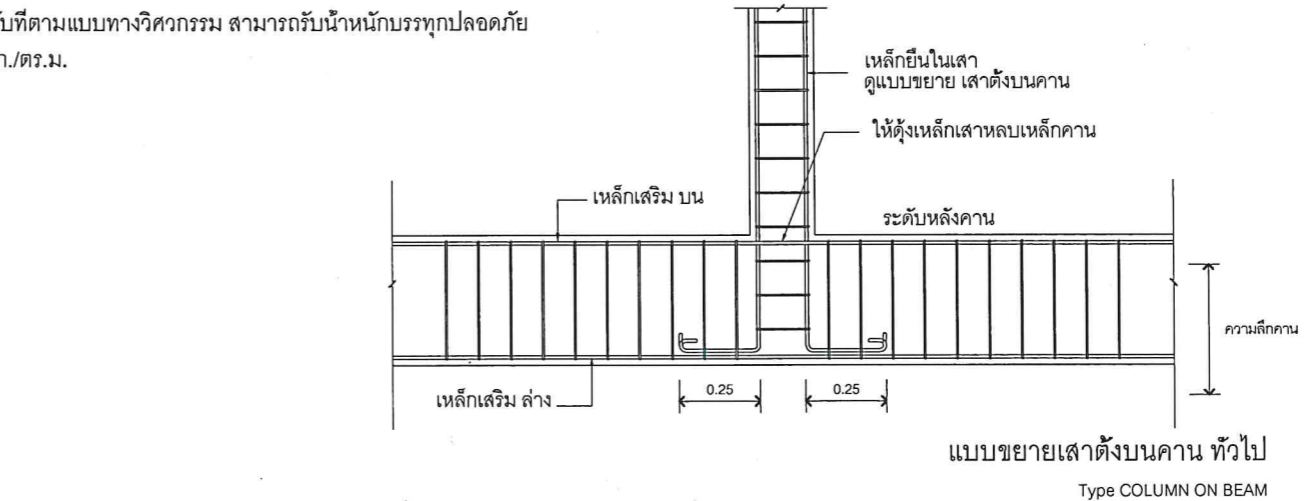 ับที่ตามแบบทางวิศวกรรม สามารถรับน้ำหนักบรรทุกปลอดภัย
ก./ตร.ม.
เหล็กยืนในเสา
ดูแบบขยาย เสาตั้งบนคาน
ให้ดุ้งเหล็กเสาหลบเหล็กคาน
เหล็กเสริม บน
ระดับหลังคาน
ความลึกคาน
เหล็กเสริม ล่าง
0.25
0.25
แบบขยายเสาตั้งบนคาน ทั่วไป
Type COLUMN ON BEAM